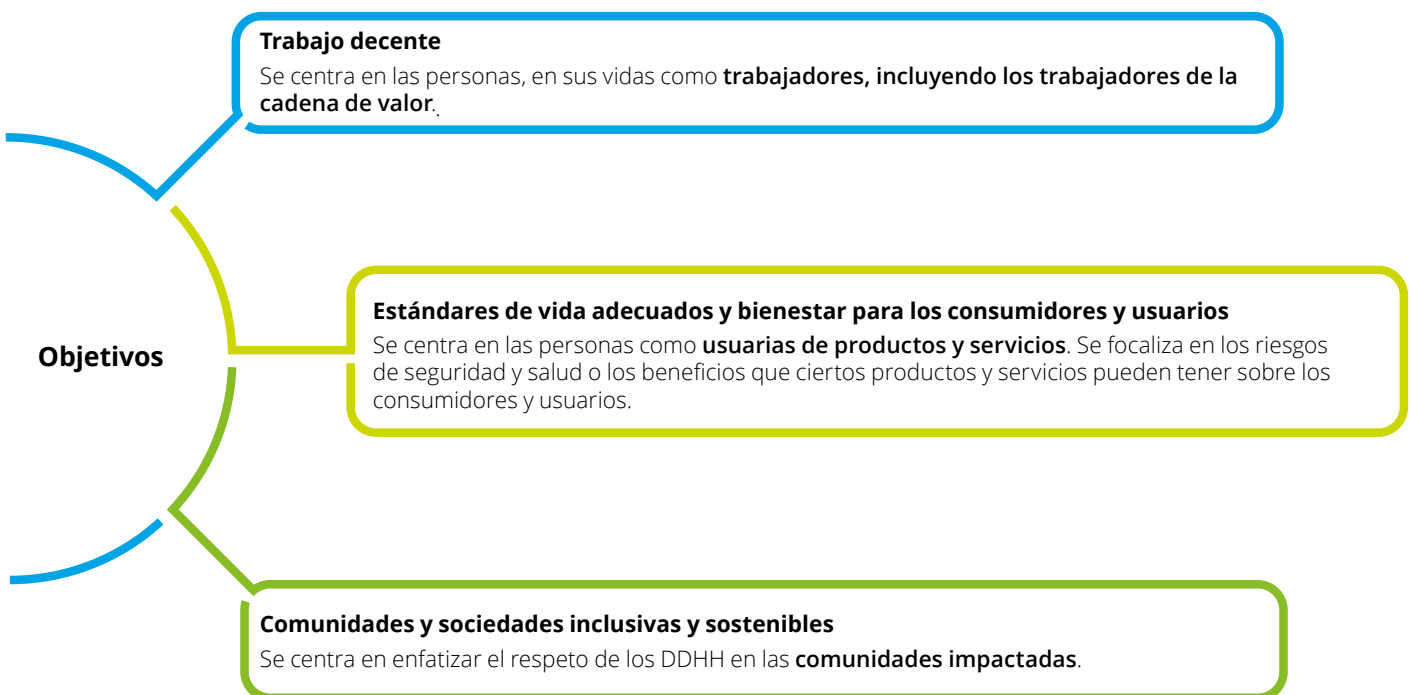 Trabajo decente
Se centra en las personas, en sus vidas como trabajadores, incluyendo los trabajadores de la
cadena de valor..
Objetivos
Estándares de vida adecuados y bienestar para los consumidores y usuarios
Se centra en las personas como usuarias de productos y servicios. Se focaliza en los riesgos
de seguridad y salud o los beneficios que ciertos productos y servicios pueden tener sobre los
consumidores y usuarios.
Comunidades y sociedades inclusivas y sostenibles
Se centra en enfatizar el respeto de los DDHH en las comunidades impactadas.